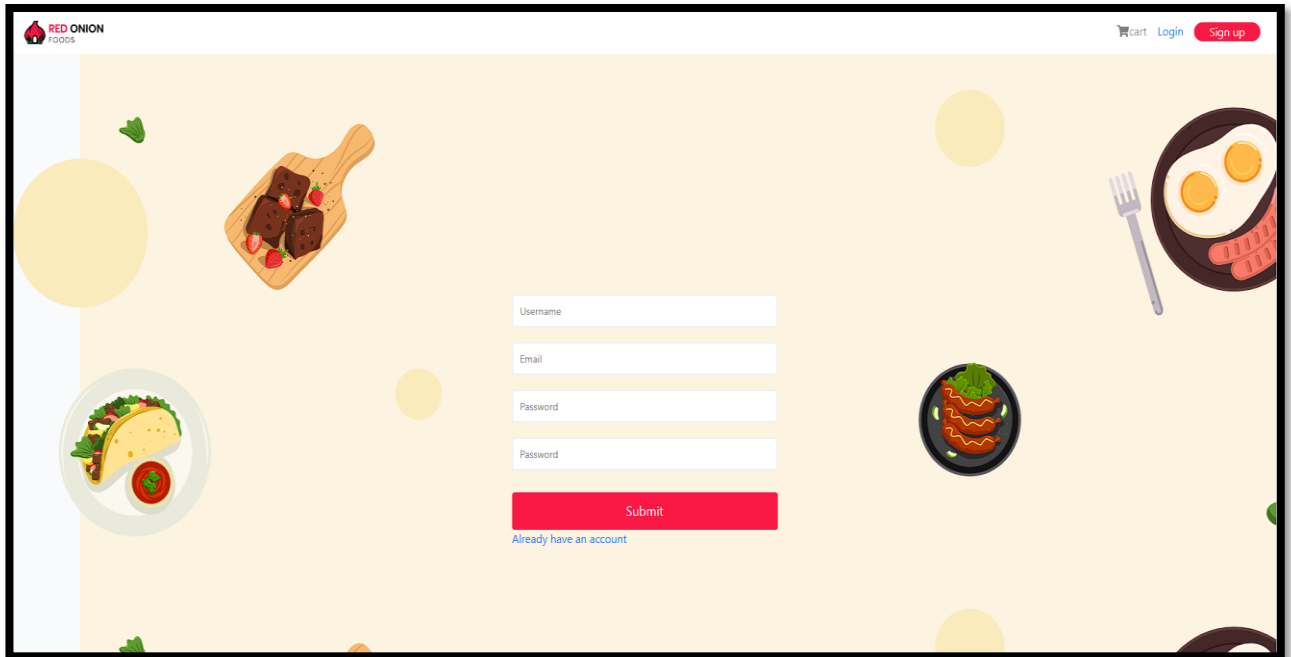 RED ONION
FOODS
cart Login Sign up
Username
Email
Password
Password
Submit
Already have an account